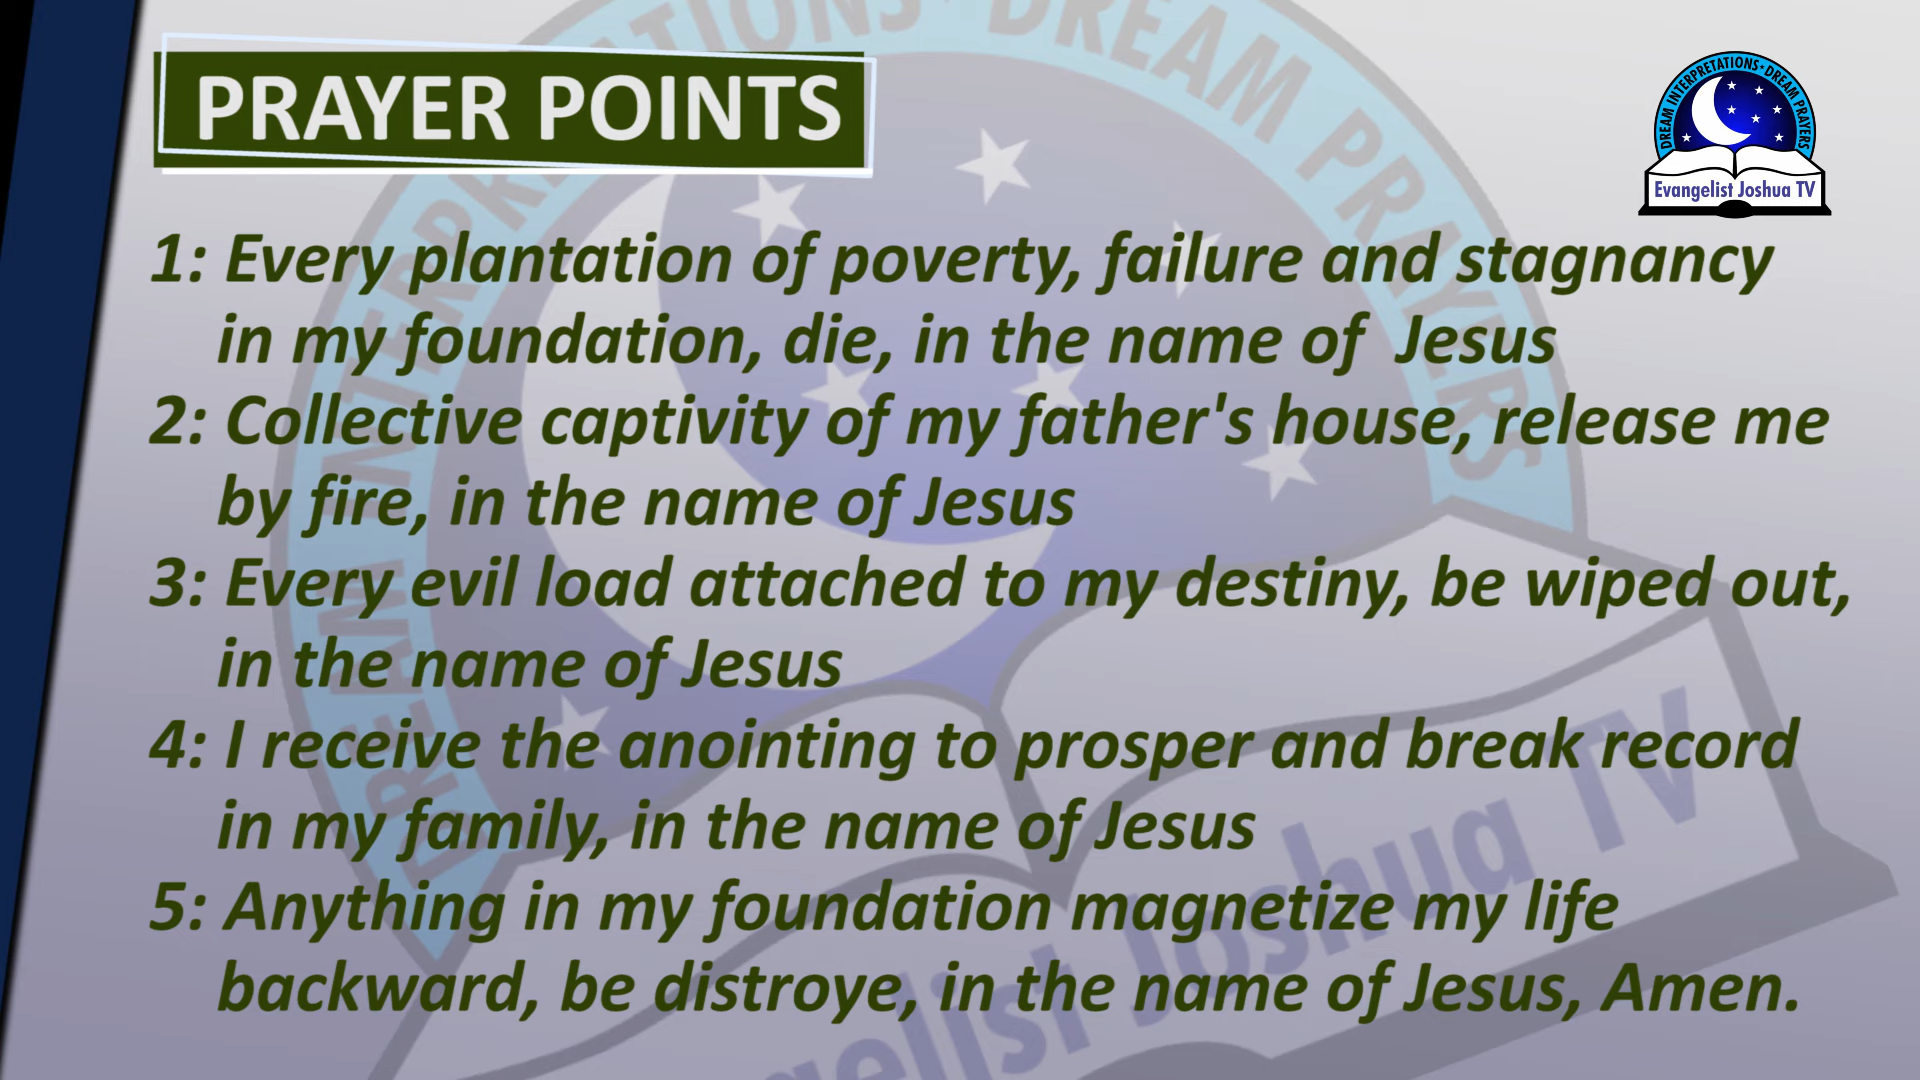 PRAYER POINTS
DREAM INTERPRETATIONS • DREAM PRAYERS
Evangelist Joshua TV
1: Every plantation of poverty, failure and stagnancy
in my foundation, die, in the name of Jesus
2: Collective captivity of my father's house, release me
by fire, in the name of Jesus
3: Every evil load attached to my destiny, be wiped out,
in the name of Jesus
4: I receive the anointing to prosper and break record
in my family, in the name of Jesus
5: Anything in my foundation magnetize my life
backward, be distroye, in the name of Jesus, Amen.